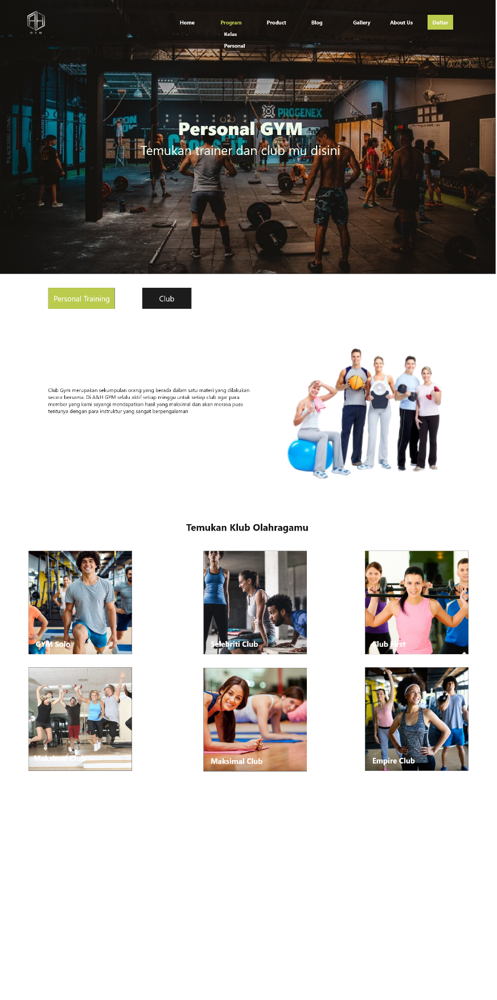 Home
Program
Product
Blog
Gallery
About Us
Daftar
Kelas
Personal
GYM
PROGENEX
CrossFit
Personal GYM
Temukan trainer dan club mu disini
Personal Training
Club
Club Gym merupakan sekumpulan orang yang berada dalam satu materi yang dilakukan
secara bersama. Di A&H GYM selalu aktif setiap minggu untuk setiap club agar para
member yang kami sayangi mendapatkan hasil yang maksimal dan akan merasa puas
tentunya dengan para instruktur yang sangat berpengalaman
Temukan Klub Olahragamu
GYM Solo
Selebriti Club
Club First
Maksimal Club
Maksimal Club
Empire Club